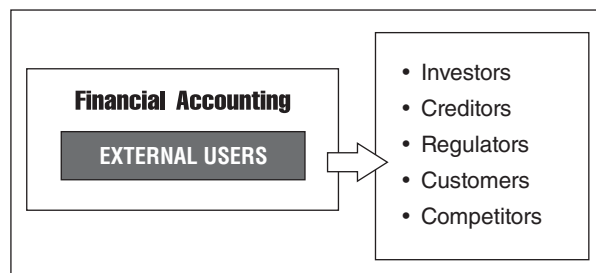 Financial Accounting
EXTERNAL USERS
• Investors
• Creditors
• Regulators
• Customers
• Competitors